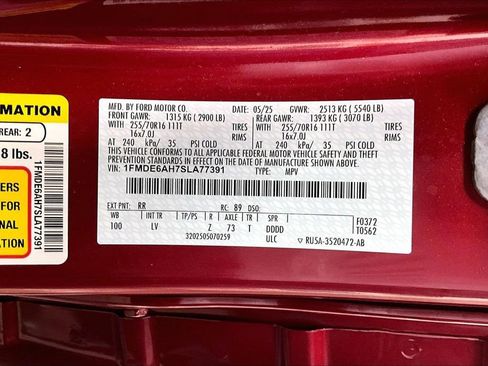 RMATION
REAR: 2
8 lbs.
ERS
FOR
ONAL
ATION
1FMDE6AH7SLA77391
MFD. BY FORD MOTOR CO.
05/25 GVWR: 2513 KG ( 5540 LB)
FRONT GAWR: 1315 KG ( 2900 LB) REAR GAWR: 1393 KG ( 3070 LB)
WITH 255/70R16 111T TIRES WITH 255/70R16 111T TIRES
16x7.0J RIMS 16x7.0J RIMS
AT 240 kPa/ 35 PSI COLD AT 240 kPa/ 35 PSI COLD
THIS VEHICLE CONFORMS TO ALL APPLICABLE FEDERAL MOTOR VEHICLE SAFETY, BUMPER, AND
THEFT PREVENTION STANDARDS IN EFFECT ON THE DATE OF MANUFACTURE SHOWN ABOVE.
VIN: 1FMDE6AH7SLA77391 TYPE: MPV
EXT PNT: RR RC: 89 DSO: F0372
WB INT TR TP/PS R AXLE TR SPR T0562
100 LV Z 73 T DDDD
3202505070259 ULC ▽ RU5A-3520472-AB